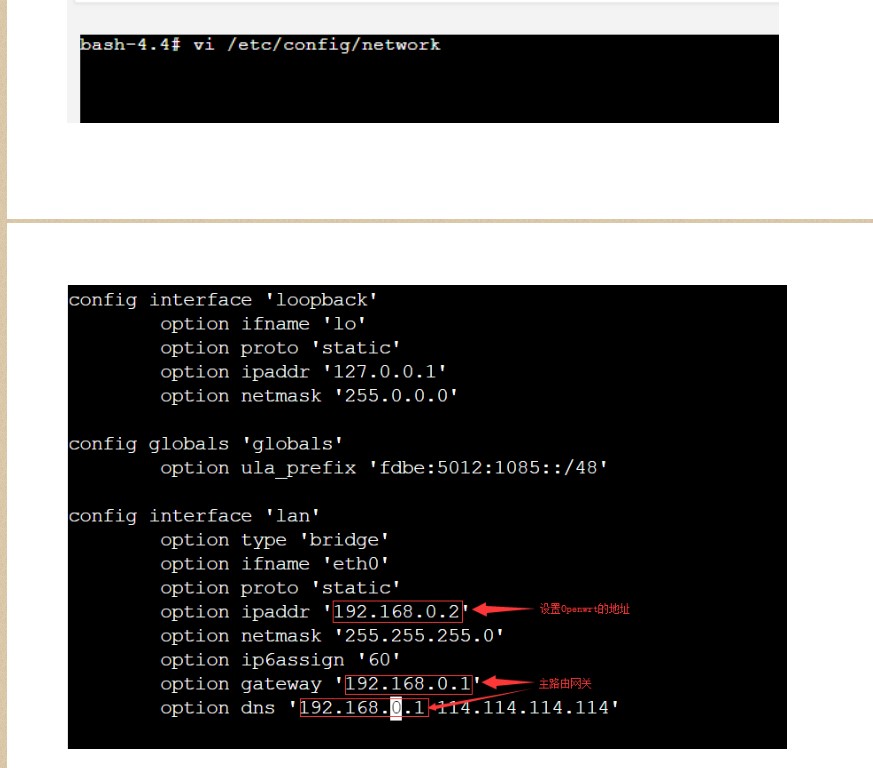 bash-4.4# vi /etc/config/network
config interface 'loopback'
option ifname 'lo'
option proto 'static'
option ipaddr '127.0.0.1'
option netmask '255.0.0.0'
config globals 'globals'
option ula_prefix 'fdbe:5012:1085::/48'
config interface 'lan'
option type 'bridge'
option ifname 'eth0'
option proto 'static'
option ipaddr '192.168.0.2' 设置Openwrt的地址
option netmask '255.255.255.0'
option ip6assign '60'
option gateway '192.168.0.1' 主路由网关
option dns '192.168.0.1 114.114.114.114'